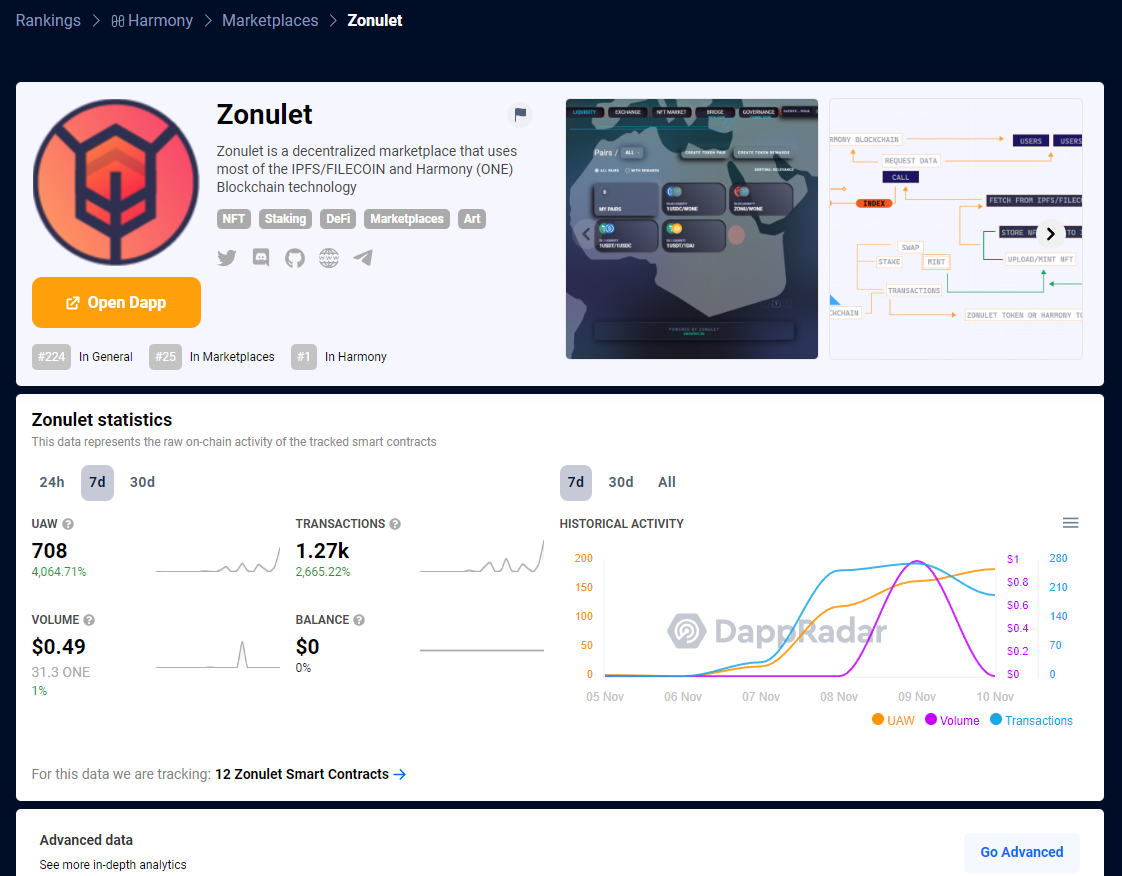 Rankings > Harmony > Marketplaces > Zonulet
Zonulet
Zonulet is a decentralized marketplace that uses
most of the IPFS/FILECOIN and Harmony (ONE)
Blockchain technology
NFT Staking DeFi Marketplaces Art
Open Dapp
#224 In General #25 In Marketplaces #1 In Harmony
LIQUIDITY EXCHANGE NFT MARKET BRIDGE GOVERNANCE
Pairs / ALL CREATE TOKEN PAIR CREATE TOKEN REWARDS
ALL PAIRS WITH REWARDS SORTING: RELEVANCE
MY PAIRS 1USDC/WONE ZONU/WONE
1USDT/1USDC 1USDT/1DAI
POWERED BY ZONULET
RMONY BLOCKCHAIN USERS USERS
REQUEST DATA
CALL
INDEX FETCH FROM IPFS/FILECO
STORE NF TO I
SWAP
STAKE MINT UPLOAD/MINT NFT
TRANSACTIONS
CHAIN ZONULET TOKEN OR HARMONY TO
Zonulet statistics
This data represents the raw on-chain activity of the tracked smart contracts
24h 7d 30d
7d 30d All
UAW TRANSACTIONS HISTORICAL ACTIVITY
708 1.27k
4,064.71% 2,665.22%
VOLUME BALANCE
$0.49 $0
31.3 ONE 0%
1%
200 $1 280
150 $0.8 210
100 $0.6 140
50 $0.4 70
0 $0.2 0
$0
DappRadar
05 Nov 06 Nov 07 Nov 08 Nov 09 Nov 10 Nov
UAW Volume Transactions
For this data we are tracking: 12 Zonulet Smart Contracts →
Advanced data
See more in-depth analytics
Go Advanced